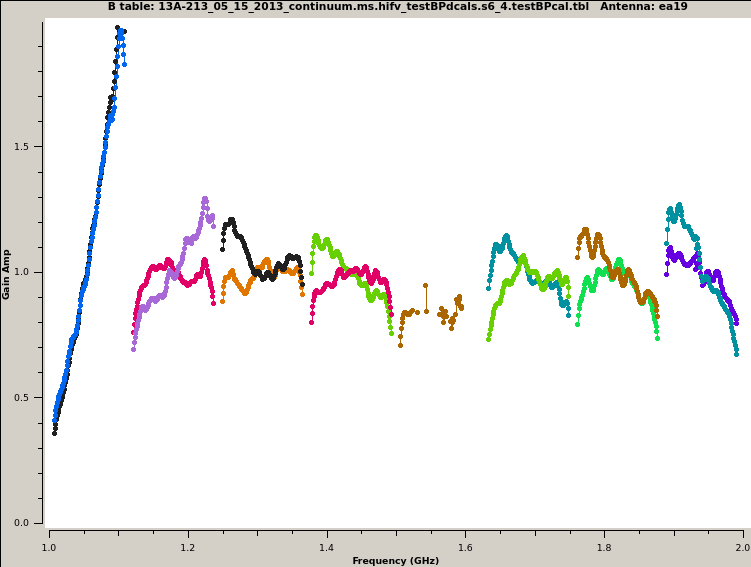 B table: 13A-213_05_15_2013_continuum.ms.hifv_testBPdcals.s6_4.testBPcal.tbl   Antenna: ea19
Gain Amp
1.5
1.0
0.5
0.0
1.0 1.2 1.4 1.6 1.8 2.0
Frequency (GHz)